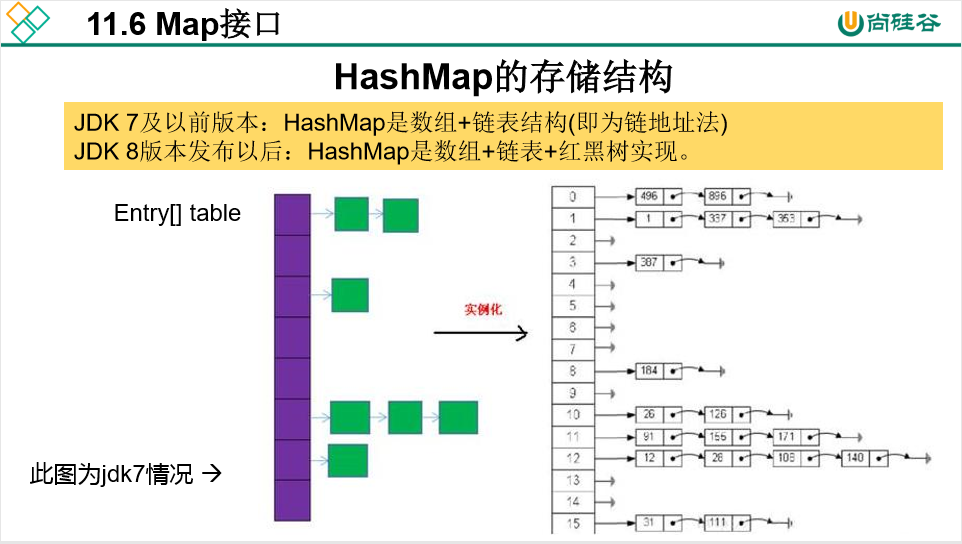 11.6 Map接口
尚硅谷
HashMap的存储结构
JDK 7及以前版本：HashMap是数组+链表结构(即为链地址法)
JDK 8版本发布以后：HashMap是数组+链表+红黑树实现。
Entry[] table
实例化
此图为jdk7情况 →
0 496 896
1 1 337 353
2
3 387
4
5
6
7
8 184
9
10 26 126
11 91 155 171
12 12 28 108 140
13
14
15 31 111